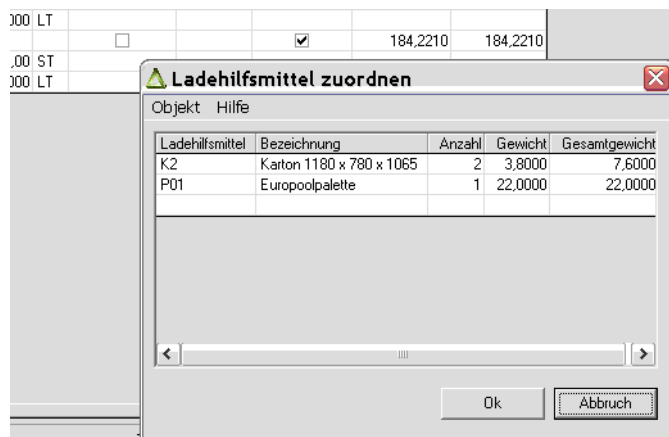 000 LT
184,2210 184,2210
,00 ST
000 LT
Ladehilfsmittel zuordnen
Objekt Hilfe
Ladehilfsmittel Bezeichnung Anzahl Gewicht Gesamtgewicht
K2 Karton 1180 x 780 x 1065 2 3,8000 7,6000
P01 Europoolpalette 1 22,0000 22,0000
Ok Abbruch